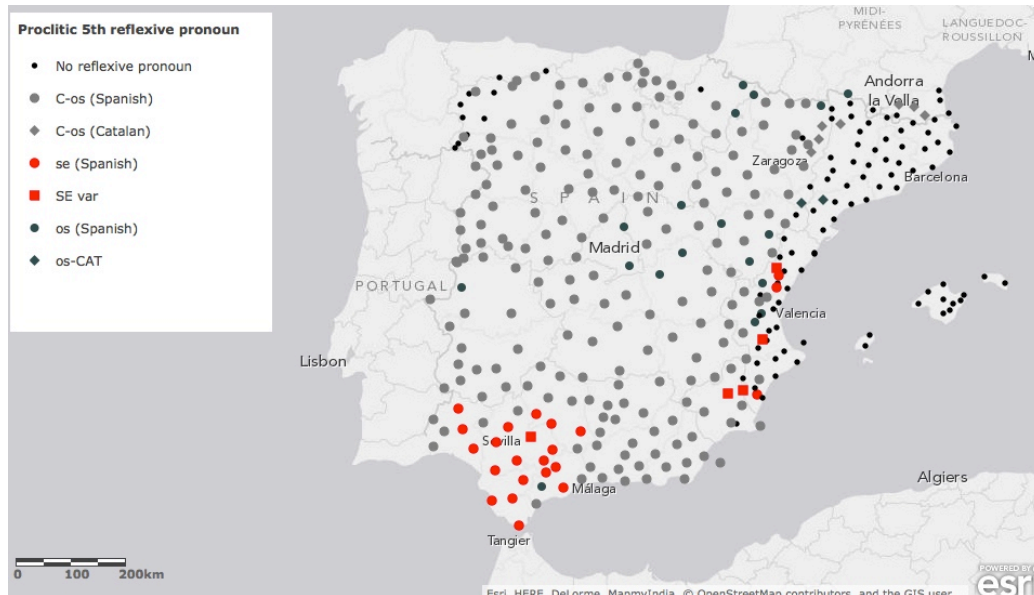 Proclitic 5th reflexive pronoun
No reflexive pronoun
C-os (Spanish)
C-os (Catalan)
se (Spanish)
SE var
os (Spanish)
os-CAT
MIDI-
PYRÉNÉES
LANGUEDOC-
ROUSSILLON
M
Andorra
la Vella
Zaragoza
Barcelona
SPAIN
Madrid
PORTUGAL
Valencia
Lisbon
Sevilla
Málaga
Algiers
Tangier
0 100 200km
POWERED BY
esri
Esri, HERE, DeLorme, MapmyIndia, © OpenStreetMap contributors, and the GIS user